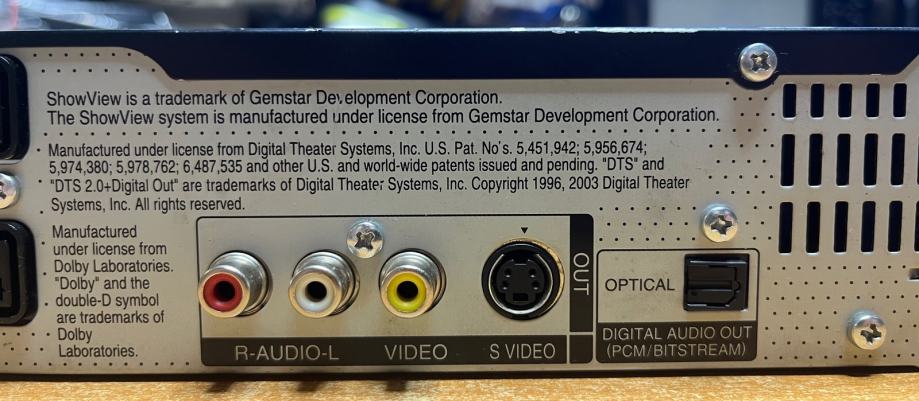 ShowView is a trademark of Gemstar Development Corporation.
The ShowView system is manufactured under license from Gemstar Development Corporation.
Manufactured under license from Digital Theater Systems, Inc. U.S. Pat. No's. 5,451,942; 5,956,674;
5,974,380; 5,978,762; 6,487,535 and other U.S. and world-wide patents issued and pending. "DTS" and
"DTS 2.0+Digital Out" are trademarks of Digital Theater Systems, Inc. Copyright 1996, 2003 Digital Theater
Systems, Inc. All rights reserved.
Manufactured
under license from
Dolby Laboratories.
"Dolby" and the
double-D symbol
are trademarks of
Dolby
Laboratories.
R-AUDIO-L
VIDEO
S VIDEO
OUT
OPTICAL
DIGITAL AUDIO OUT
(PCM/BITSTREAM)